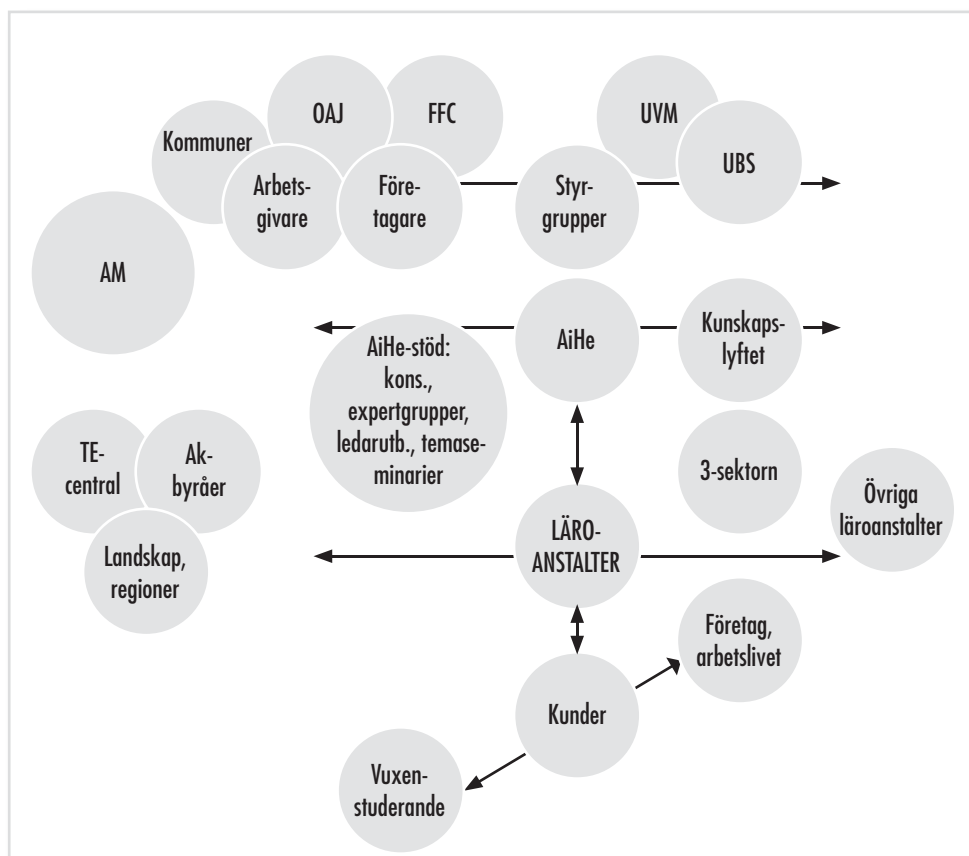 OAJ
FFC
UVM
Kommuner
UBS
Arbets-
givare
Före-
tagare
Styr-
grupper
AM
AiHe
Kunskaps-
lyftet
AiHe-stöd:
kons.,
expertgrupper,
ledarutb., temase-
minarier
TE-
central
Ak-
byråer
3-sektorn
Övriga
läroanstalter
LÄRO-
ANSTALTER
Landskap,
regioner
Företag,
arbetslivet
Kunder
Vuxen-
studerande